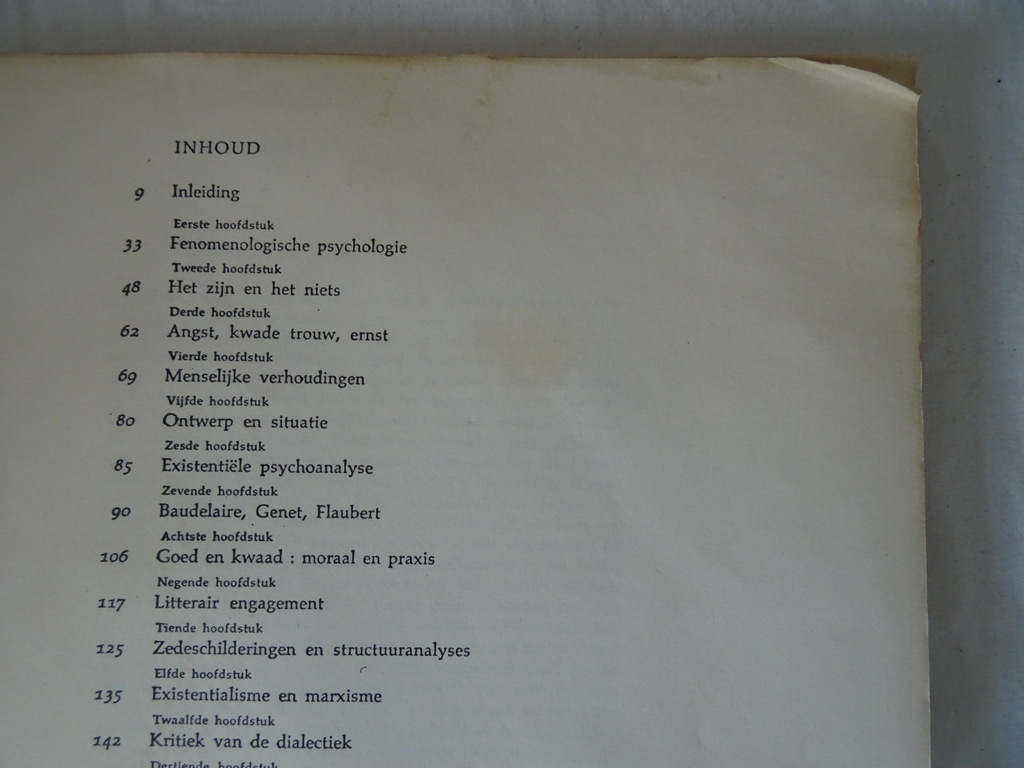 INHOUD
9 Inleiding
Eerste hoofdstuk
33 Fenomenologische psychologie
Tweede hoofdstuk
48 Het zijn en het niets
Derde hoofdstuk
62 Angst, kwade trouw, ernst
Vierde hoofdstuk
69 Menselijke verhoudingen
Vijfde hoofdstuk
80 Ontwerp en situatie
Zesde hoofdstuk
85 Existentiële psychoanalyse
Zevende hoofdstuk
90 Baudelaire, Genet, Flaubert
Achtste hoofdstuk
106 Goed en kwaad : moraal en praxis
Negende hoofdstuk
117 Litterair engagement
Tiende hoofdstuk
125 Zedeschilderingen en structuuranalyses
Elfde hoofdstuk
135 Existentialisme en marxisme
Twaalfde hoofdstuk
142 Kritiek van de dialectiek
Dertiende hoofdstuk